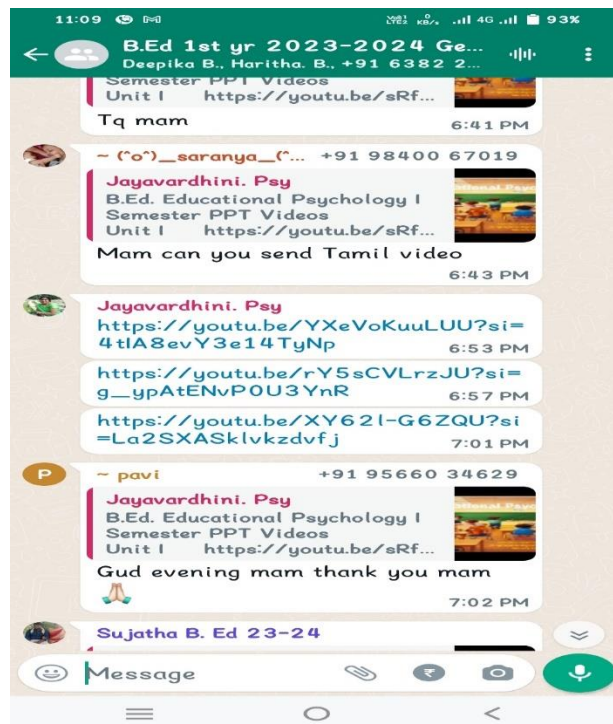 11:09 4G 93%
B.Ed 1st yr 2023-2024 Ge...
Deepika B., Haritha. B., +91 6382 2...
Semester PPT Videos
Unit I https://youtu.be/sRf...
Tq mam
6:41 PM
~ (^o^)__saranya__(^... +91 98400 67019
Jayavardhini. Psy
B.Ed. Educational Psychology I
Semester PPT Videos
Unit I https://youtu.be/sRf...
Mam can you send Tamil video
6:43 PM
Jayavardhini. Psy
https://youtu.be/YXeVoKuuLUU?si=
4tIA8evY3e14TyNp 6:53 PM
https://youtu.be/rY5sCVLrzJU?si=
g_ypAtENvP0U3YnR 6:57 PM
https://youtu.be/XY62l-G6ZQU?si
=La2SXASklvkzdvfj 7:01 PM
P ~ pavi +91 95660 34629
Jayavardhini. Psy
B.Ed. Educational Psychology I
Semester PPT Videos
Unit I https://youtu.be/sRf...
Gud evening mam thank you mam
7:02 PM
Sujatha B. Ed 23-24
Message